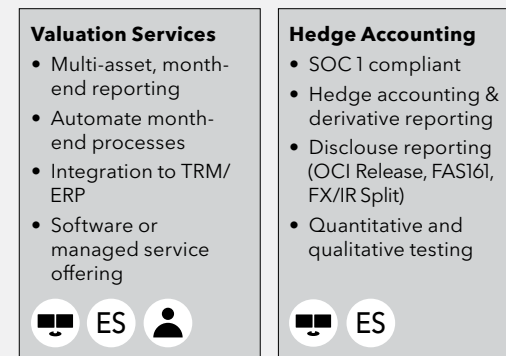 Valuation Services
• Multi-asset, month-
end reporting
• Automate month-
end processes
• Integration to TRM/
ERP
• Software or
managed service
offering
ES
Hedge Accounting
• SOC 1 compliant
• Hedge accounting &
derivative reporting
• Disclouse reporting
(OCI Release, FAS161,
FX/IR Split)
• Quantitative and
qualitative testing
ES